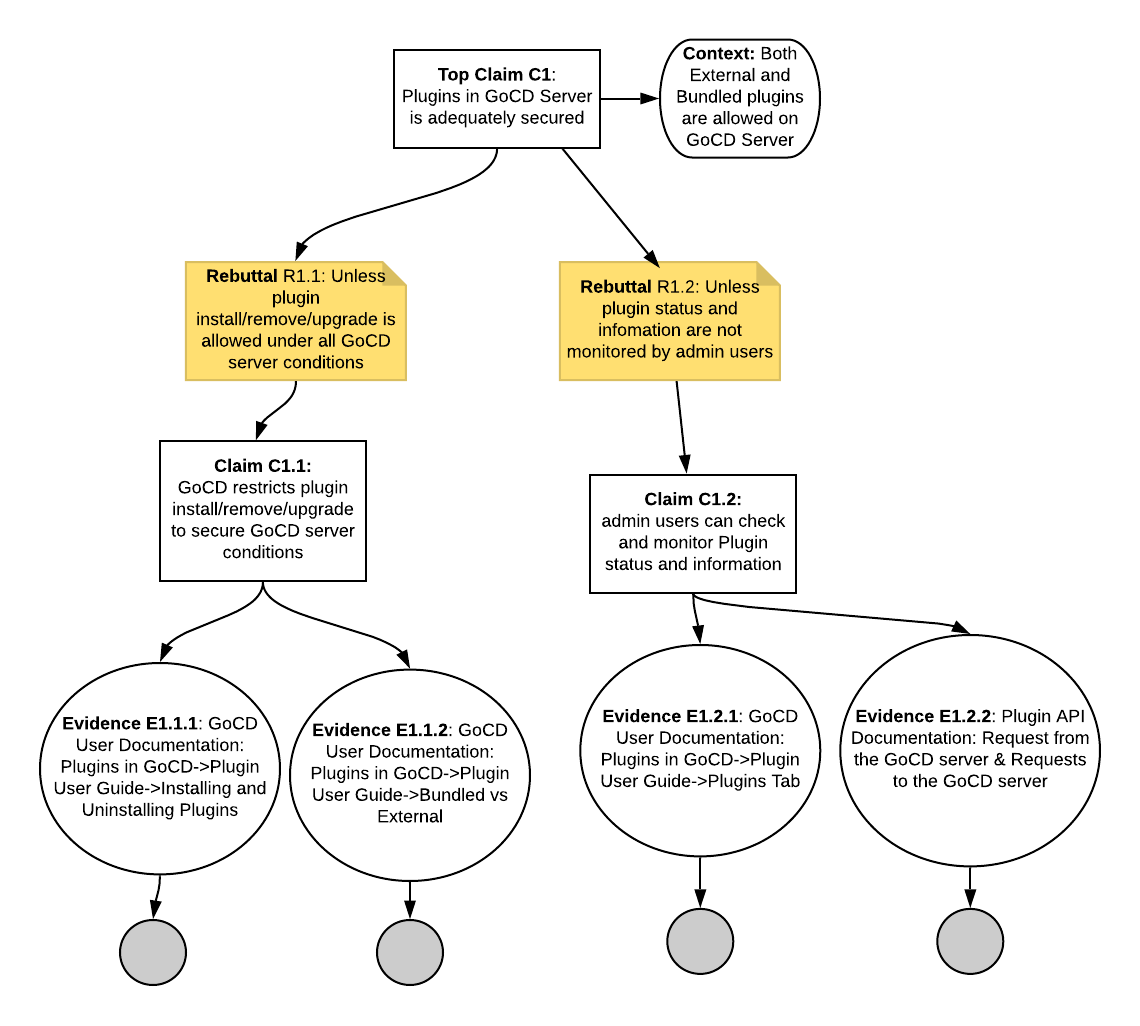 Top Claim C1:
Plugins in GoCD Server
is adequately secured
Context: Both
External and
Bundled plugins
are allowed on
GoCD Server
Rebuttal R1.1: Unless
plugin
install/remove/upgrade is
allowed under all GoCD
server conditions
Rebuttal R1.2: Unless
plugin status and
infomation are not
monitored by admin users
Claim C1.1:
GoCD restricts plugin
install/remove/upgrade
to secure GoCD server
conditions
Claim C1.2:
admin users can check
and monitor Plugin
status and information
Evidence E1.1.1: GoCD
User Documentation:
Plugins in GoCD->Plugin
User Guide->Installing and
Uninstalling Plugins
Evidence E1.1.2: GoCD
User Documentation:
Plugins in GoCD->Plugin
User Guide->Bundled vs
External
Evidence E1.2.1: GoCD
User Documentation:
Plugins in GoCD->Plugin
User Guide->Plugins Tab
Evidence E1.2.2: Plugin API
Documentation: Request from
the GoCD server & Requests
to the GoCD server